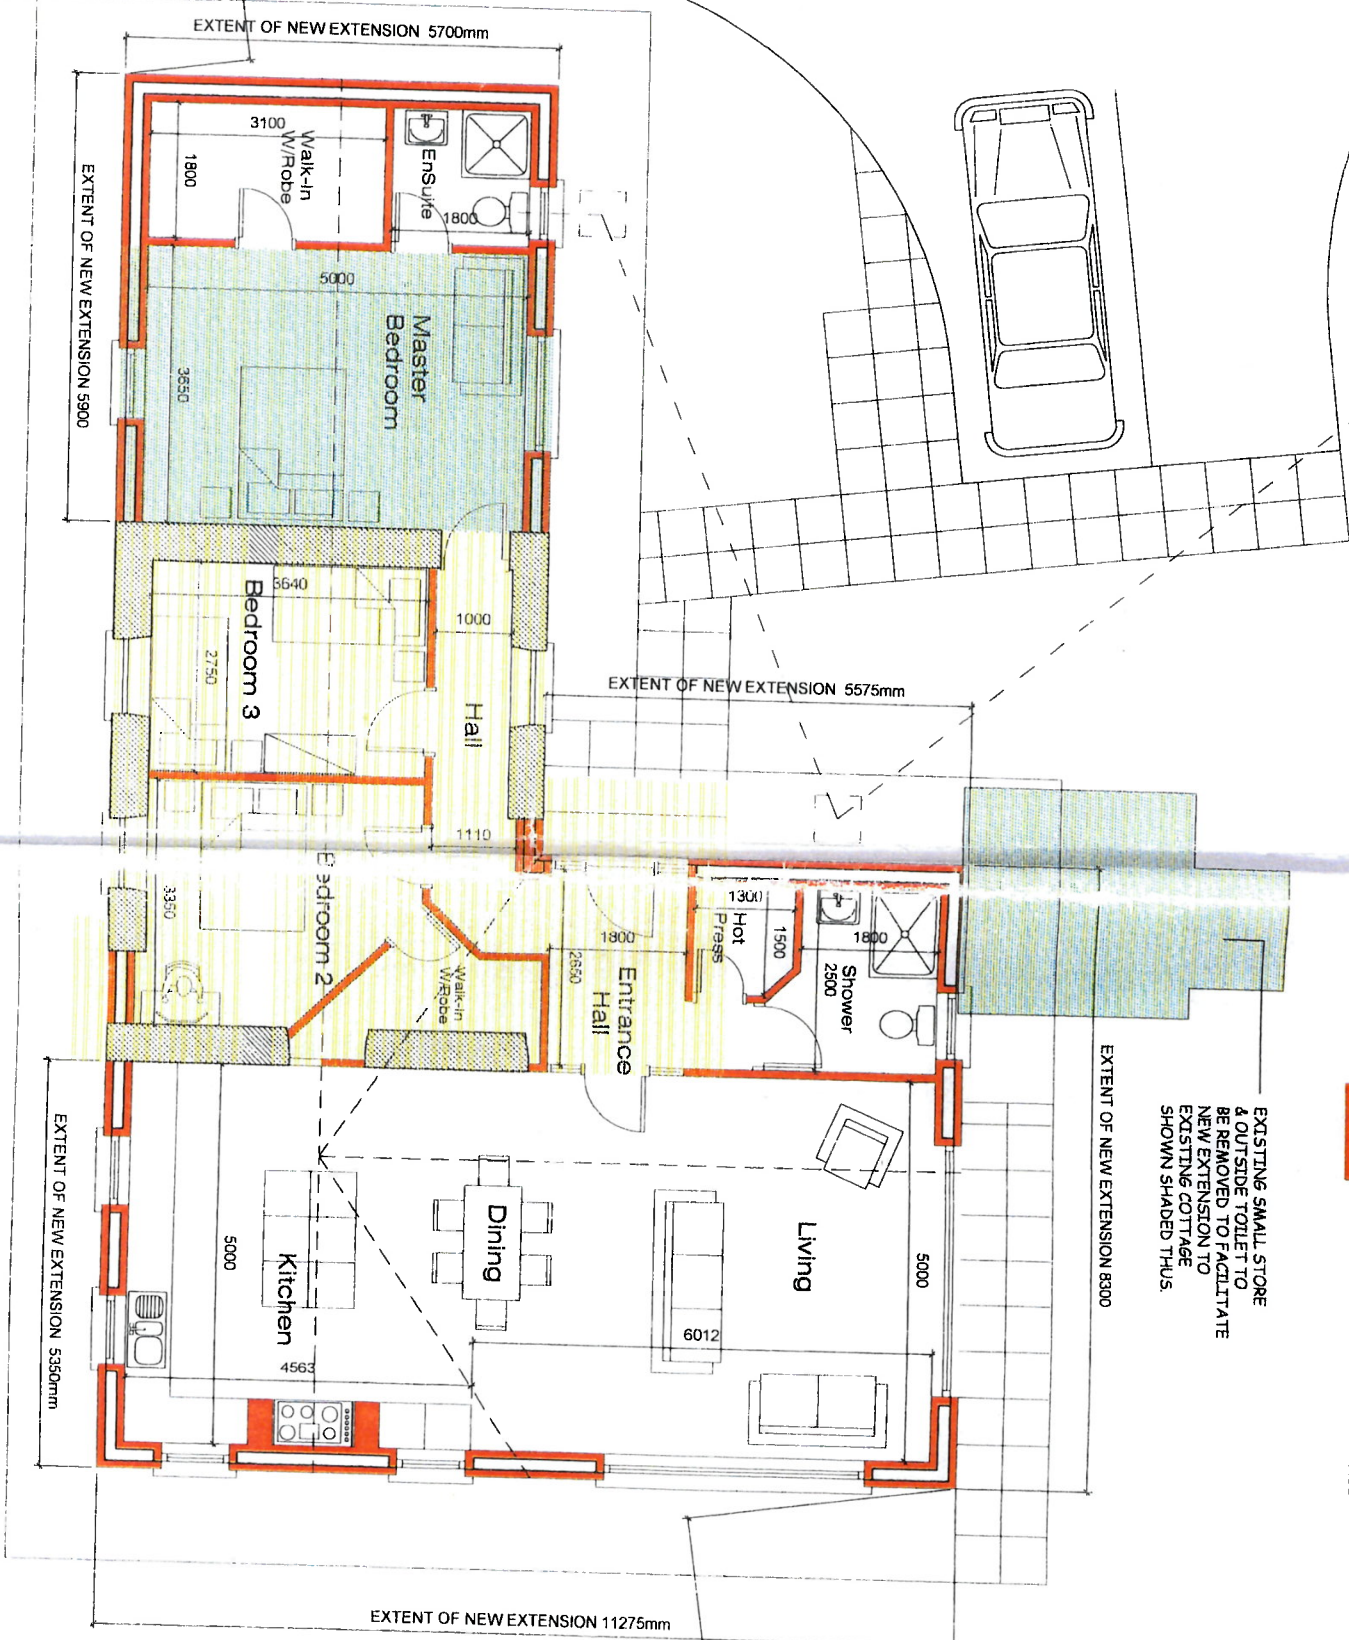 EXTENT OF NEW EXTENSION 5700mm
3100
Walk-In
W/Robe
1800
EnSuite
1800
EXTENT OF NEW EXTENSION 5900
5000
Master
Bedroom
3650
3640
Bedroom 3
2750
1000
Hall
EXTENT OF NEW EXTENSION 5575mm
1110
Bedroom 2
3350
Walk-In
W/Robe
1800
2650
Entrance
Hall
1300
Hot
Press
1500
1800
Shower
2500
EXISTING SMALL STORE
& OUTSIDE TOILET TO
BE REMOVED TO FACILITATE
NEW EXTENSION TO
EXISTING COTTAGE
SHOWN SHADED THUS.
EXTENT OF NEW EXTENSION 8300
EXTENT OF NEW EXTENSION 5350mm
5000
Kitchen
4563
Dining
Living
5000
6012
EXTENT OF NEW EXTENSION 11275mm